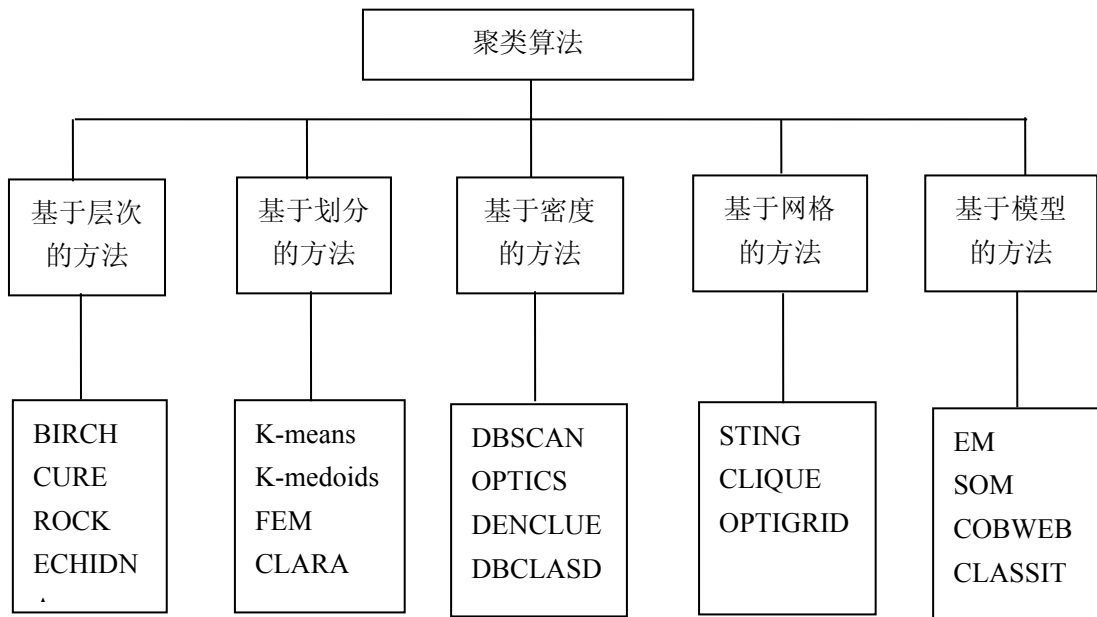 聚类算法
基于层次
的方法
基于划分
的方法
基于密度
的方法
基于网格
的方法
基于模型
的方法
BIRCH
CURE
ROCK
ECHIDN
K-means
K-medoids
FEM
CLARA
DBSCAN
OPTICS
DENCLUE
DBCLASD
STING
CLIQUE
OPTIGRID
EM
SOM
COBWEB
CLASSIT